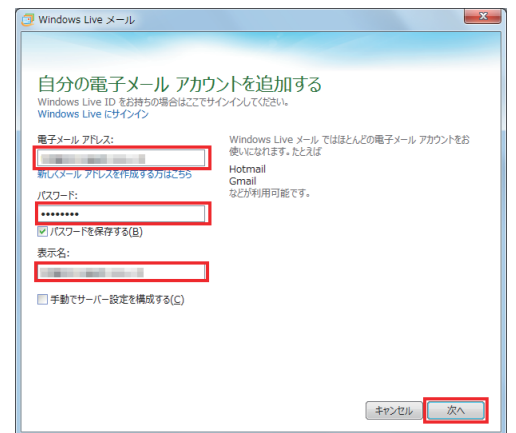 Windows Live メール
自分の電子メール アカウントを追加する
Windows Live ID をお持ちの場合はここでサインインしてください。
Windows Live にサインイン
電子メール アドレス:
新しくメール アドレスを作成する方はこちら
パスワード:
••••••••
パスワードを保存する(B)
表示名:
手動でサーバー設定を構成する(C)
Windows Live メール ではほとんどの電子メール アカウントをお
使いになれます。たとえば
Hotmail
Gmail
などが利用可能です。
キャンセル
次へ